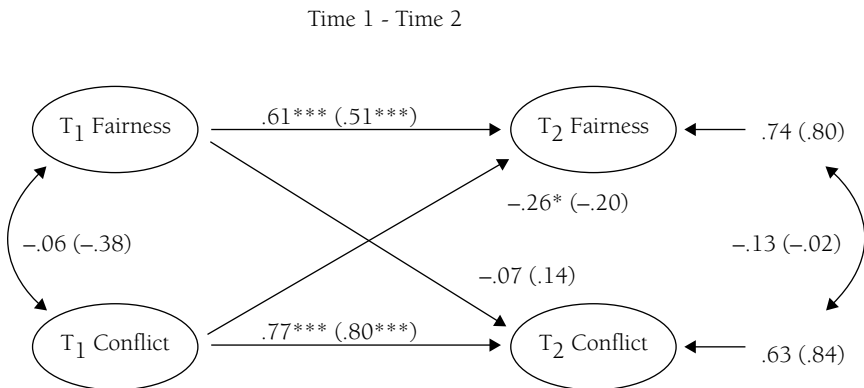 Time 1 - Time 2
T1 Fairness
.61*** (.51***)
T2 Fairness
.74 (.80)
–.26* (–.20)
–.06 (–.38)
–.13 (–.02)
–.07 (.14)
T1 Conflict
.77*** (.80***)
T2 Conflict
.63 (.84)